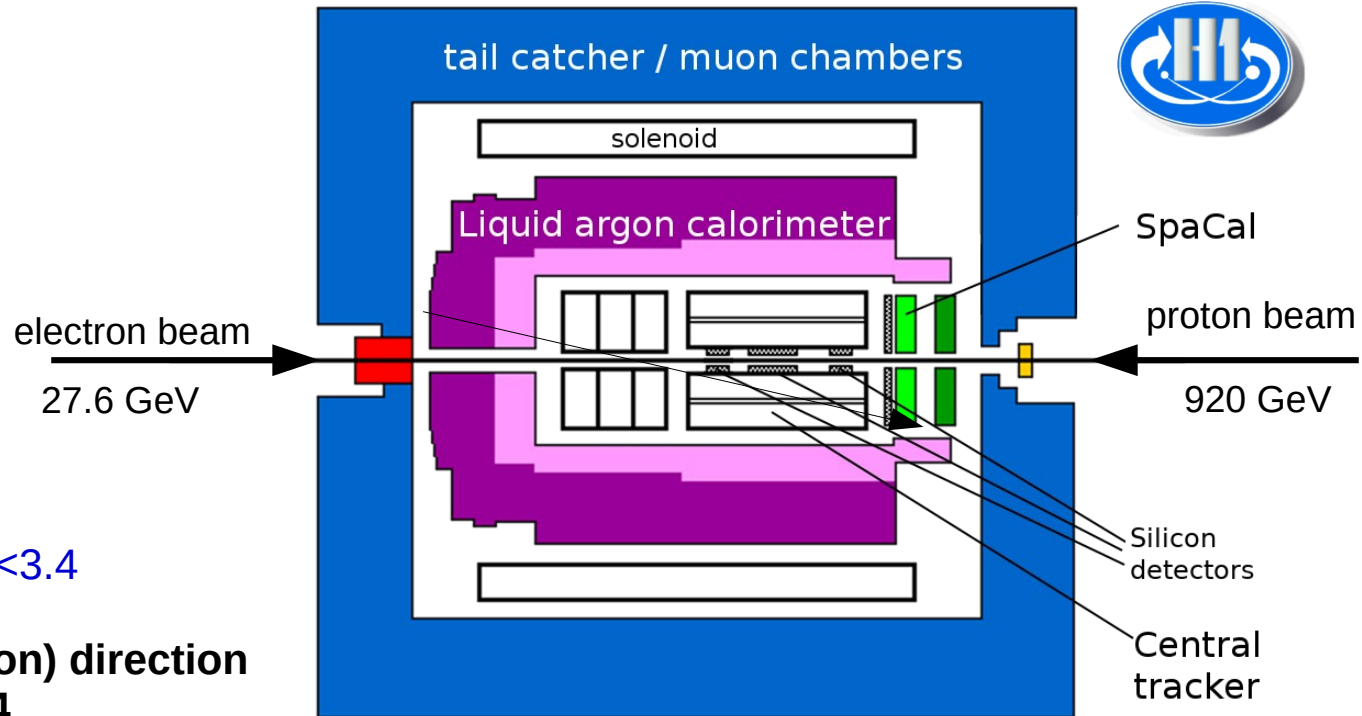 tail catcher / muon chambers
H1
solenoid
Liquid argon calorimeter
SpaCal
electron beam
proton beam
27.6 GeV
920 GeV
Silicon
detectors
<3.4
on) direction
Central
tracker